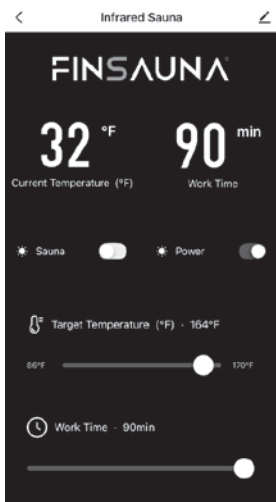 Infrared Sauna
FINSAUNA
32 °F
90 min
Current Temperature (°F)
Work Time
Sauna
Power
Target Temperature (°F) · 164°F
86°F
170°F
Work Time · 90min